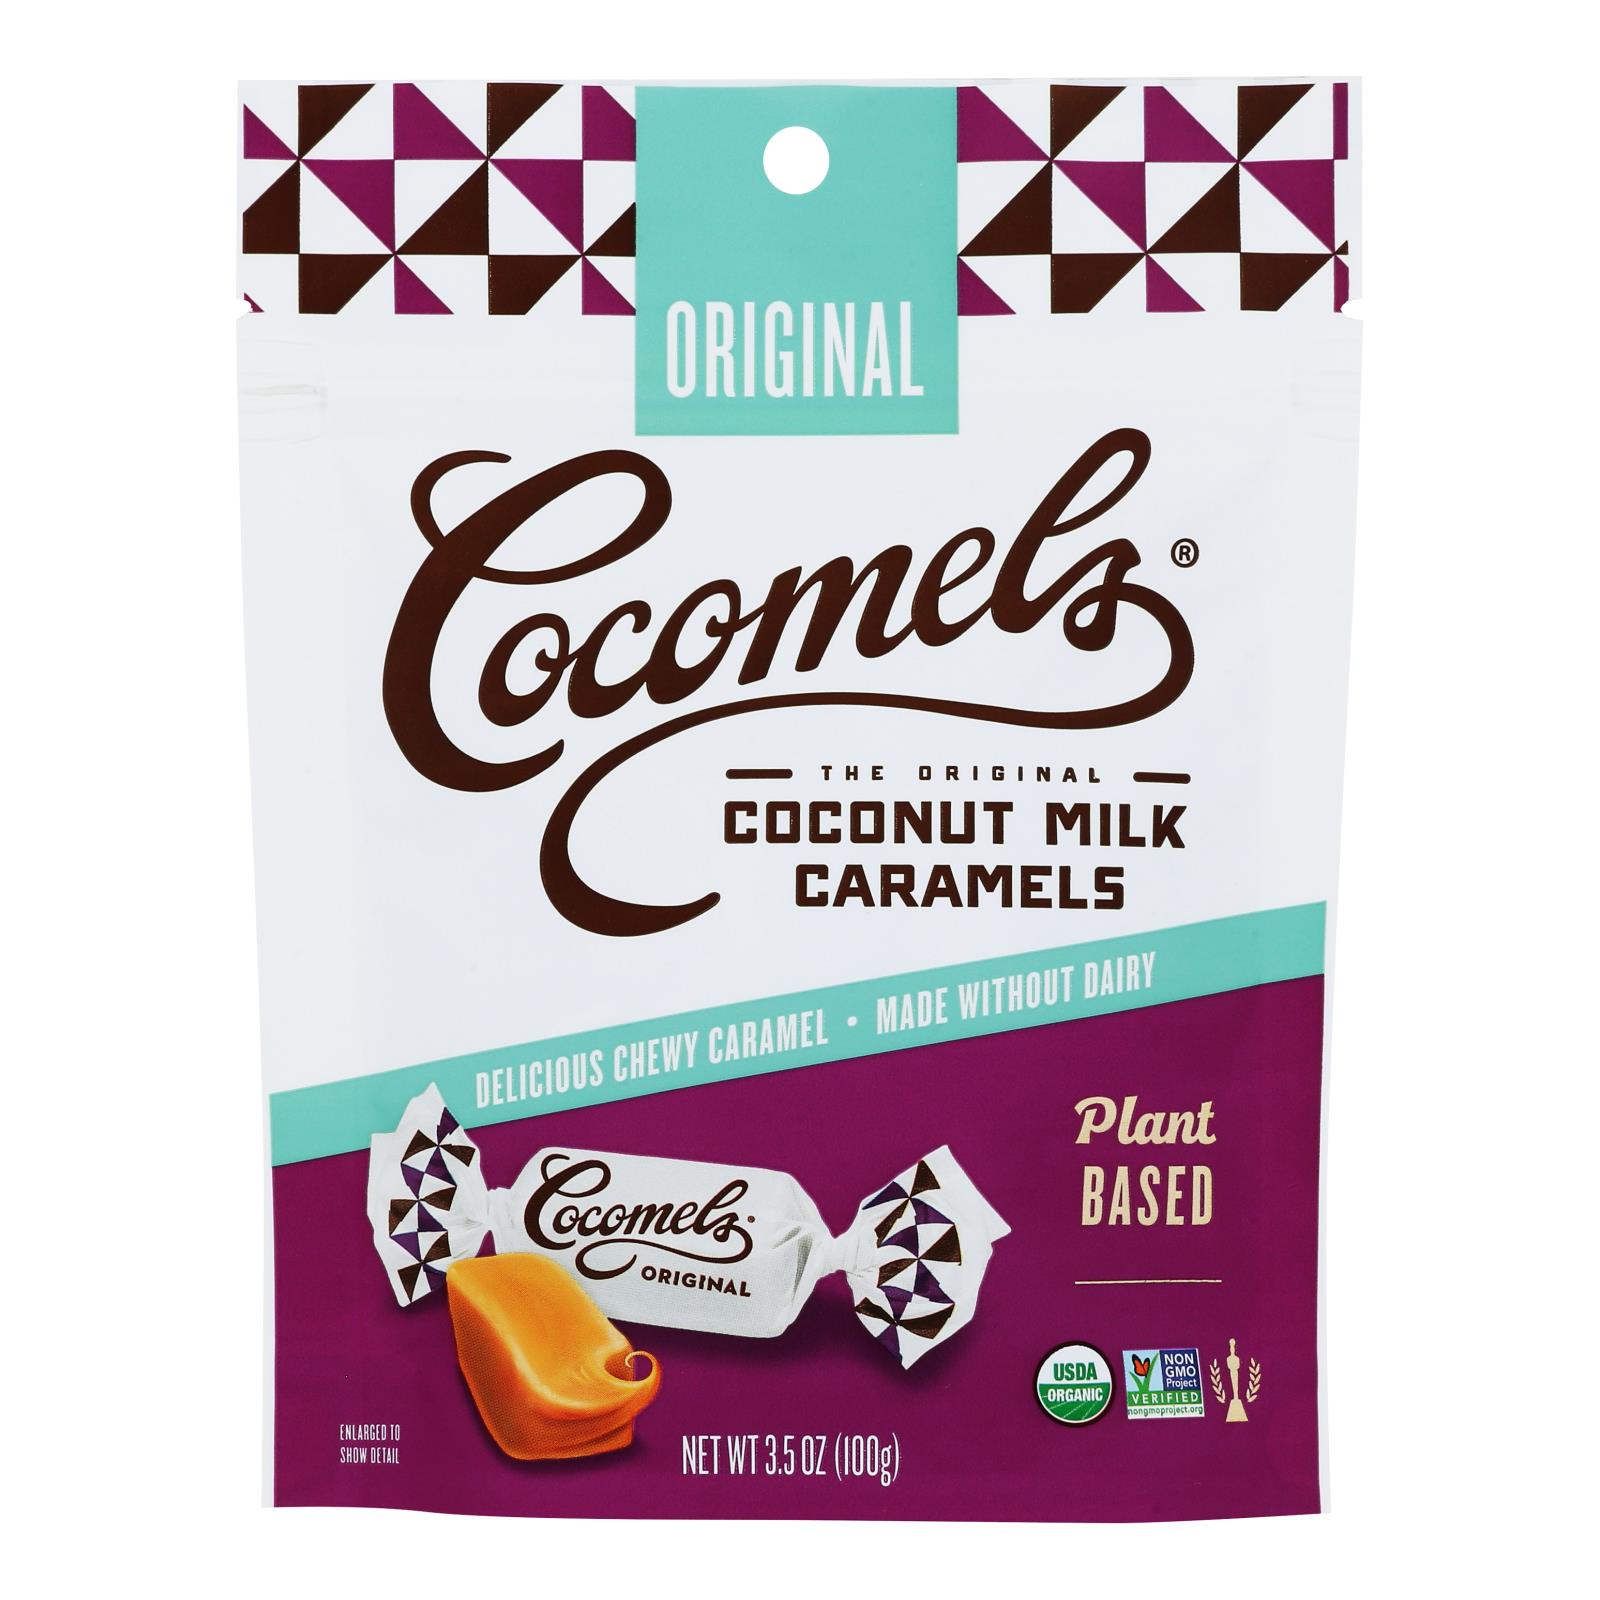 ORIGINAL
Cocomels®
THE ORIGINAL
COCONUT MILK
CARAMELS
DELICIOUS CHEWY CARAMEL • MADE WITHOUT DAIRY
Plant
BASED
Cocomels
ORIGINAL
USDA
ORGANIC
NON
GMO
Project
VERIFIED
nongmoproject.org
ENLARGED TO
SHOW DETAIL
NET WT 3.5 OZ (100g)